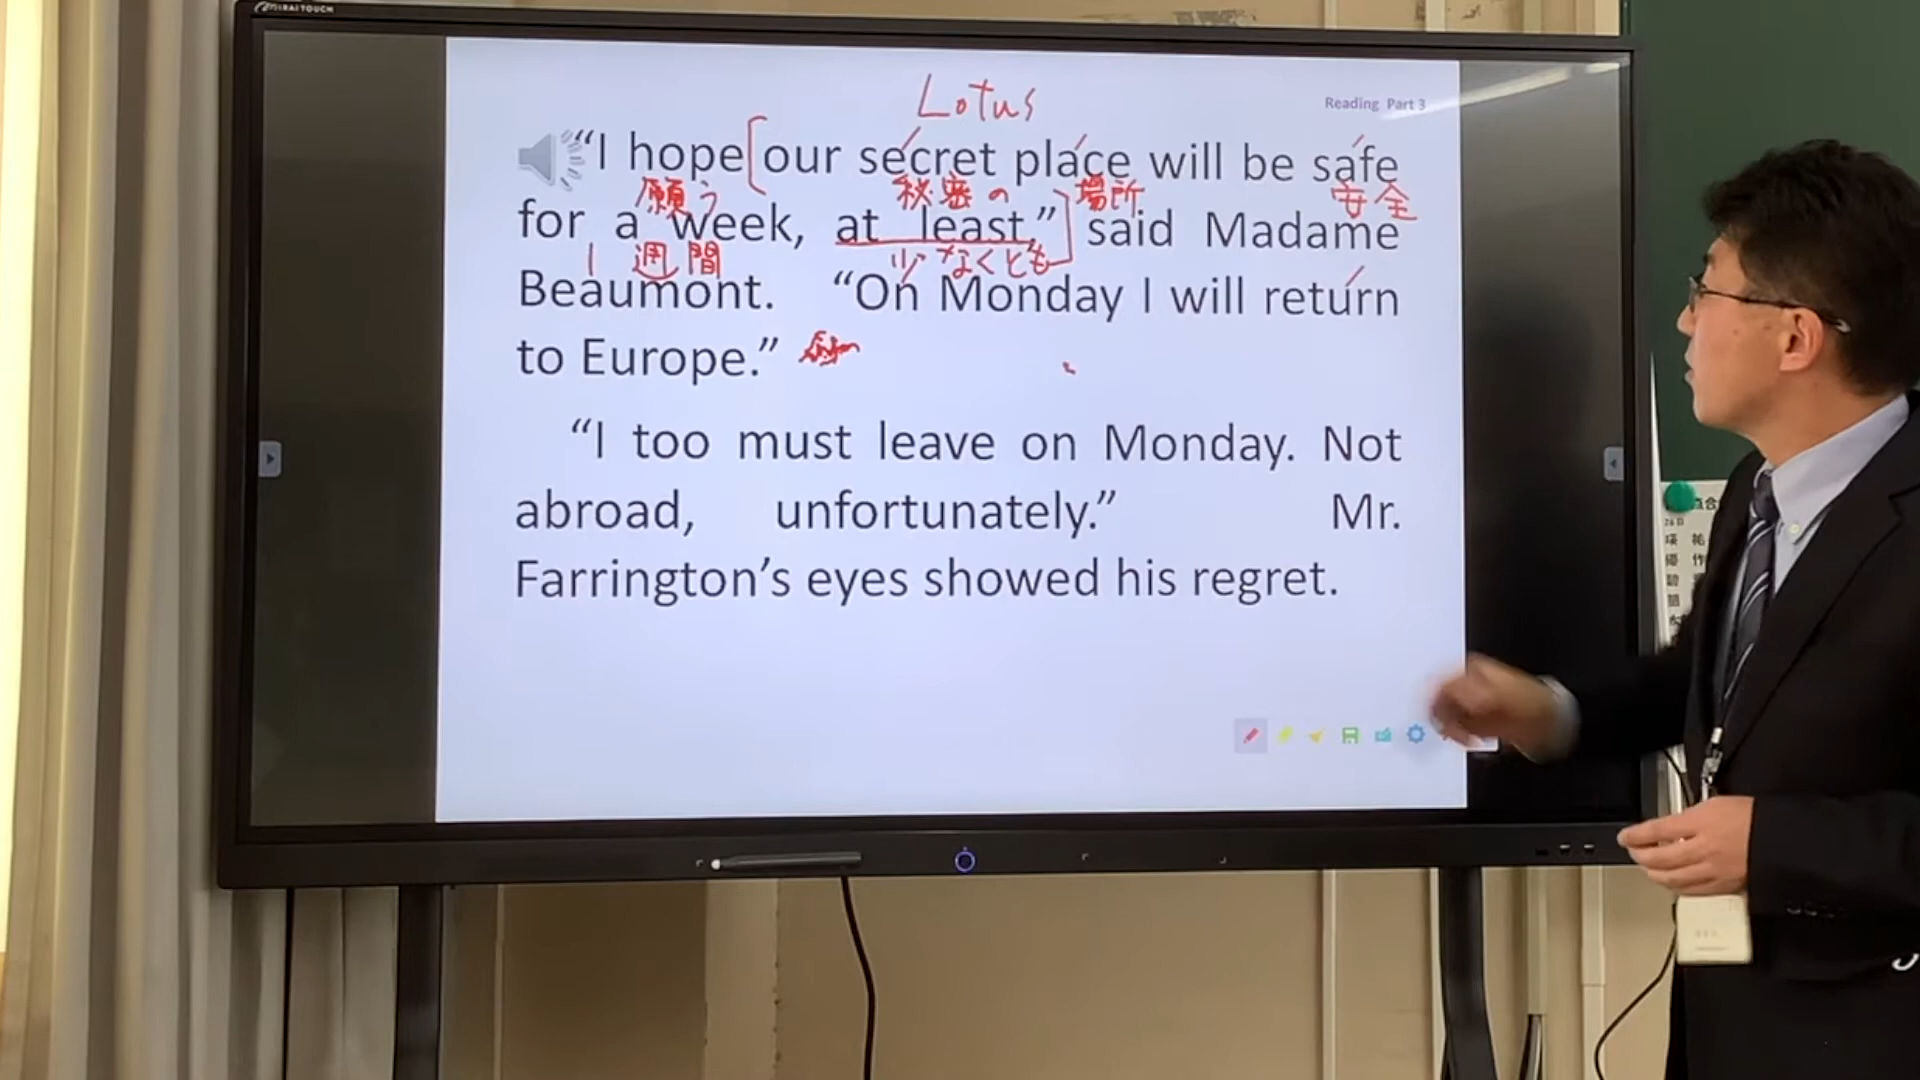 MIRAI TOUCH
Lotus
Reading Part 3
“I hope [our secret place will be safe
願う 秘密の 場所 安全
for a week, at least,”] said Madame
1 週間 少なくとも
Beaumont. “On Monday I will return
to Europe.”
“I too must leave on Monday. Not
abroad, unfortunately.” Mr.
Farrington’s eyes showed his regret.